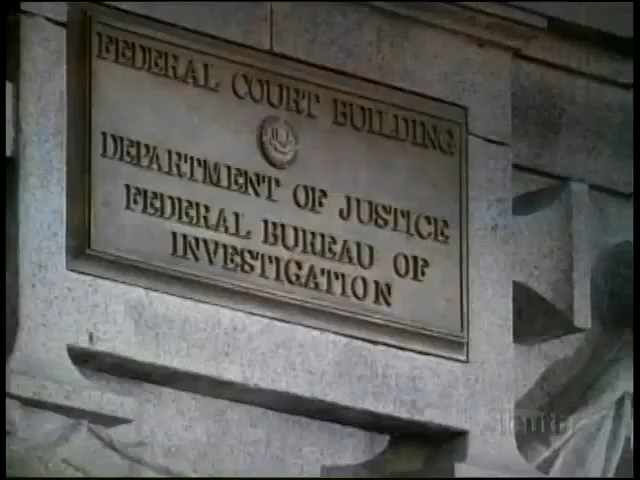 FEDERAL COURT BUILDING
DEPARTMENT OF JUSTICE
FEDERAL BUREAU OF
INVESTIGATION